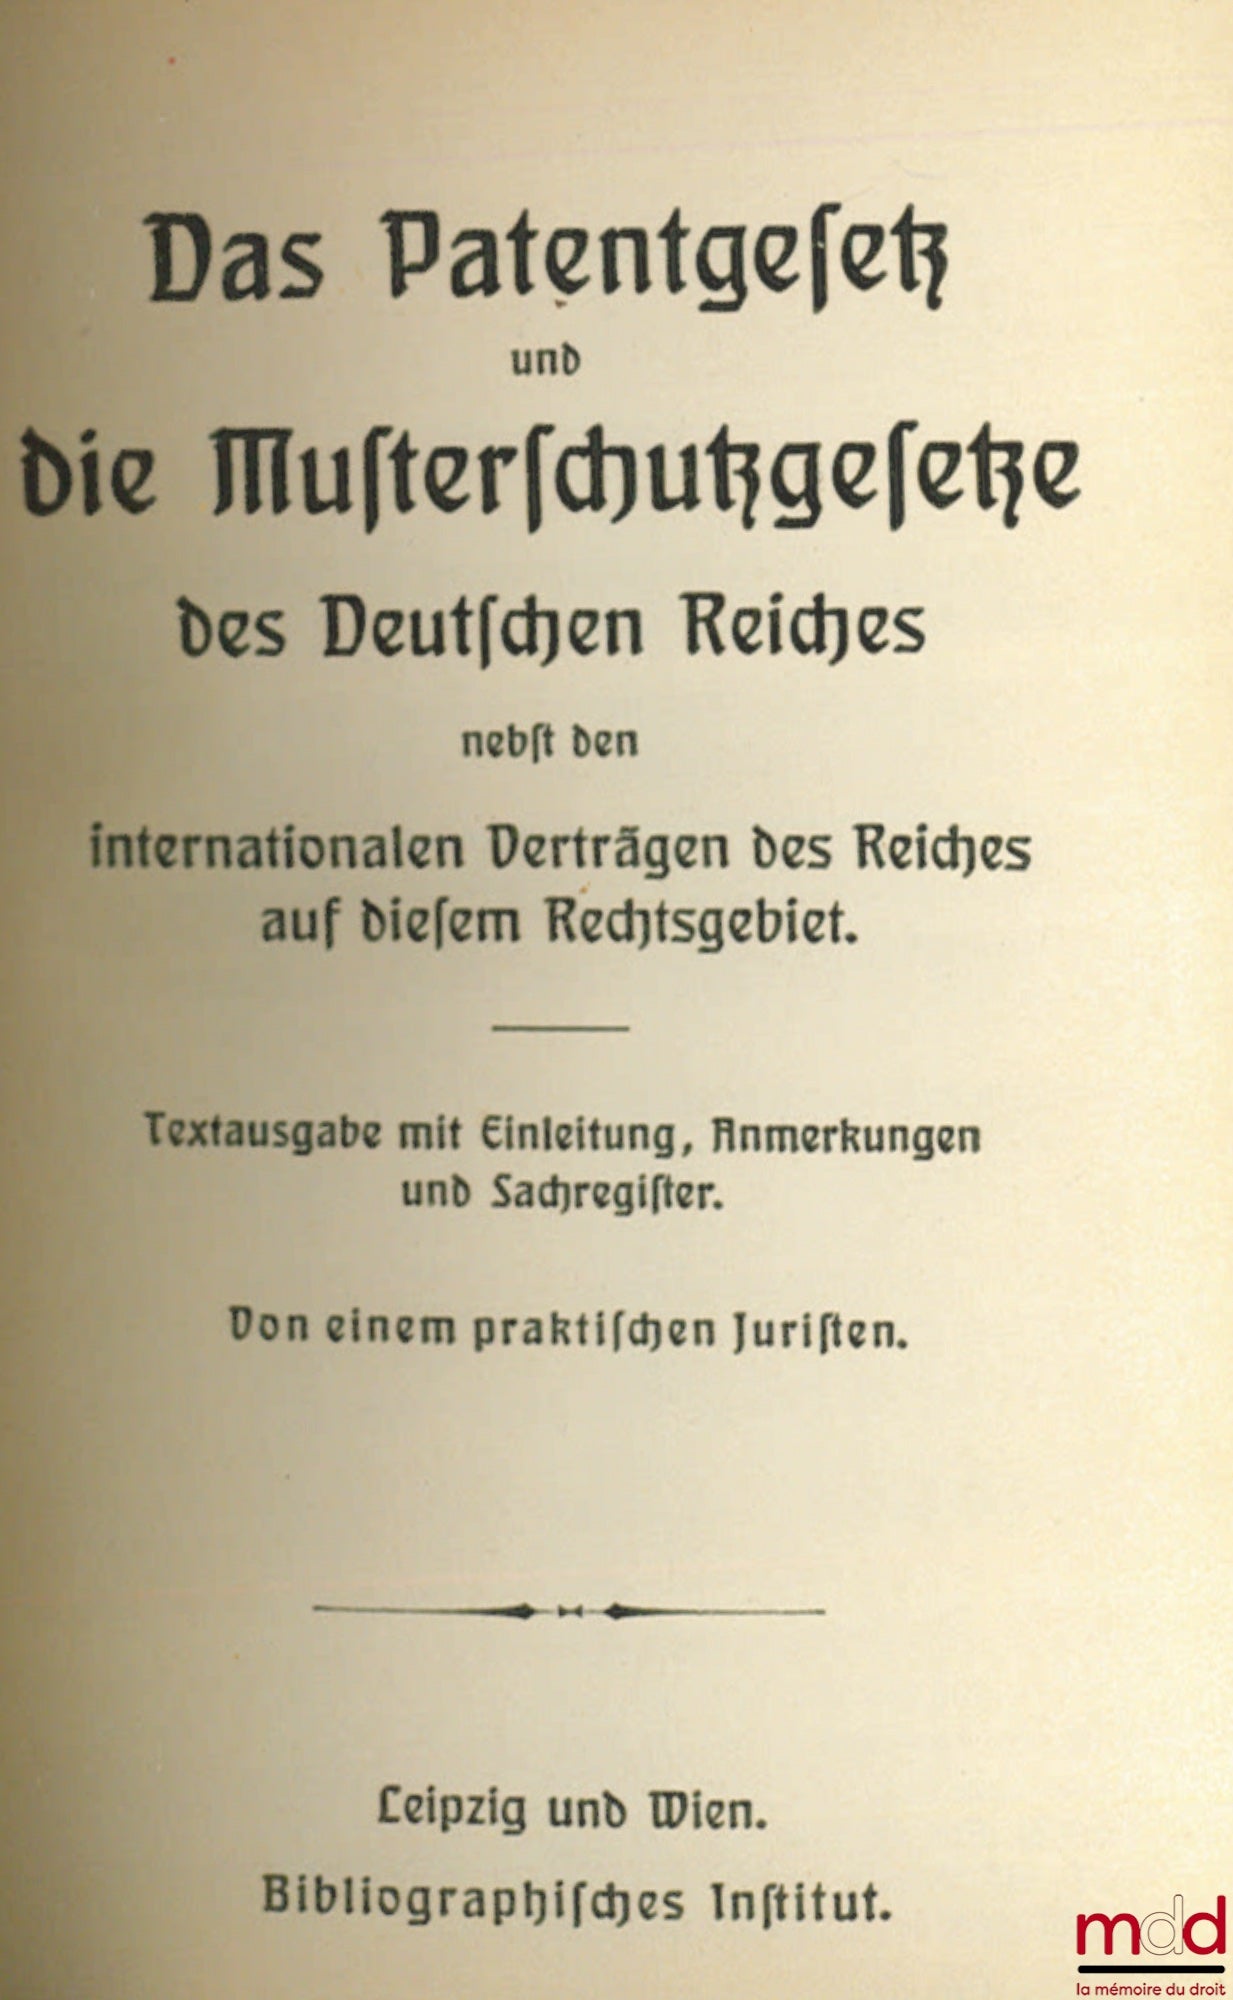 Das Patentgeſetz
und
die Muſterſchutzgeſetze
des Deutſchen Reiches
nebſt den
internationalen Verträgen des Reiches
auf dieſem Rechtsgebiet.
Textausgabe mit Einleitung, Anmerkungen
und Sachregiſter.
Von einem praktiſchen Juriſten.
Leipzig und Wien.
Bibliographiſches Inſtitut.
mdd
la mémoire du droit